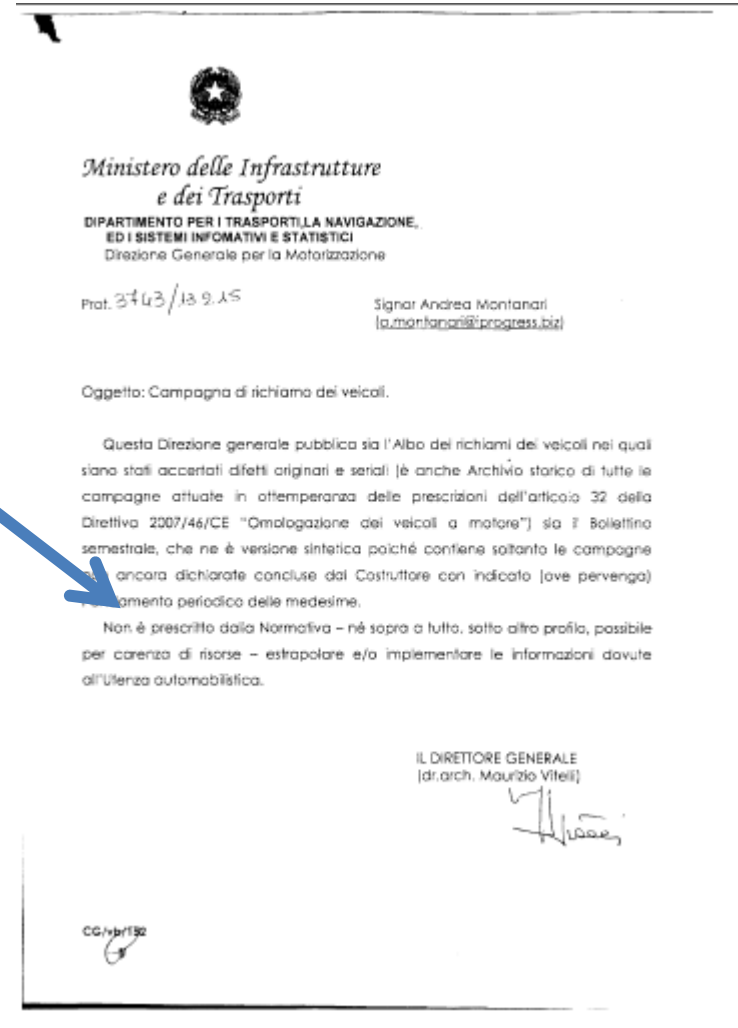 Ministero delle Infrastrutture
e dei Trasporti
DIPARTIMENTO PER I TRASPORTI,LA NAVIGAZIONE,
ED I SISTEMI INFOMATIVI E STATISTICI
Direzione Generale per la Motorizzazione
Prot. 3743/13 2.15
Signor Andrea Montanari
(a.montanari@iprogress.biz)
Oggetto: Campagna di richiamo dei veicoli.
Questa Direzione generale pubblica sia l'Albo dei richiami dei veicoli nei quali
siano stati accertati difetti originari e seriali (è anche Archivio storico di tutte le
campagne attuate in ottemperanza delle prescrizioni dell'articolo 32 della
Direttiva 2007/46/CE "Omologazione dei veicoli a motore") sia il Bollettino
semestrale, che ne è versione sintetica poiché contiene soltanto le campagne
ancora dichiarate concluse dal Costruttore con indicato (ove pervenga)
periodico delle medesime.
Non è prescritto dalla Normativa – né sopra a tutto, sotto altro profilo, possibile
per carenza di risorse – estrapolare e/o implementare le informazioni dovute
all'Utenza automobilistica.
IL DIRETTORE GENERALE
(dr.arch. Maurizio Vitelli)
CG/vb/152